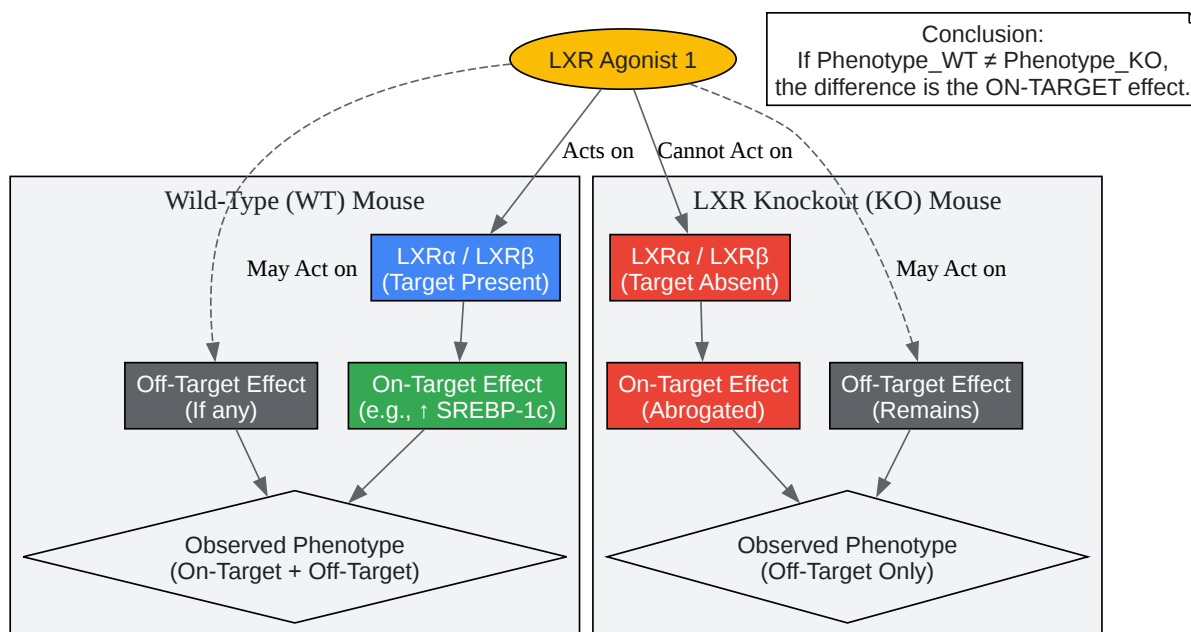 LXR Agonist 1
Conclusion:
If Phenotype_WT ≠ Phenotype_KO,
the difference is the ON-TARGET effect.
Acts on
Cannot Act on
Wild-Type (WT) Mouse
LXRα / LXRβ
(Target Present)
May Act on
Off-Target Effect
(If any)
On-Target Effect
(e.g., ↑ SREBP-1c)
Observed Phenotype
(On-Target + Off-Target)
LXR Knockout (KO) Mouse
LXRα / LXRβ
(Target Absent)
May Act on
On-Target Effect
(Abrogated)
Off-Target Effect
(Remains)
Observed Phenotype
(Off-Target Only)